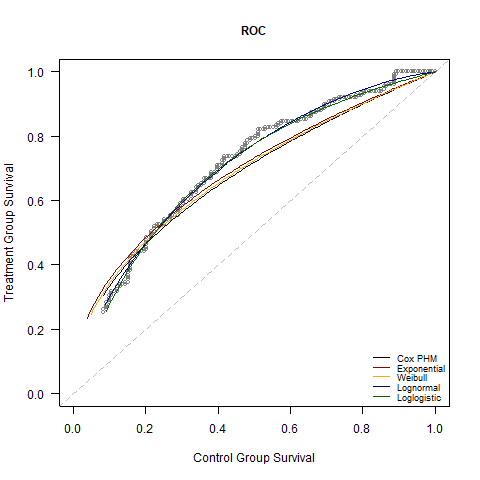 ROC
Treatment Group Survival
1.0
0.8
0.6
0.4
0.2
0.0
Cox PHM
Exponential
Weibull
Lognormal
Loglogistic
0.0 0.2 0.4 0.6 0.8 1.0
Control Group Survival